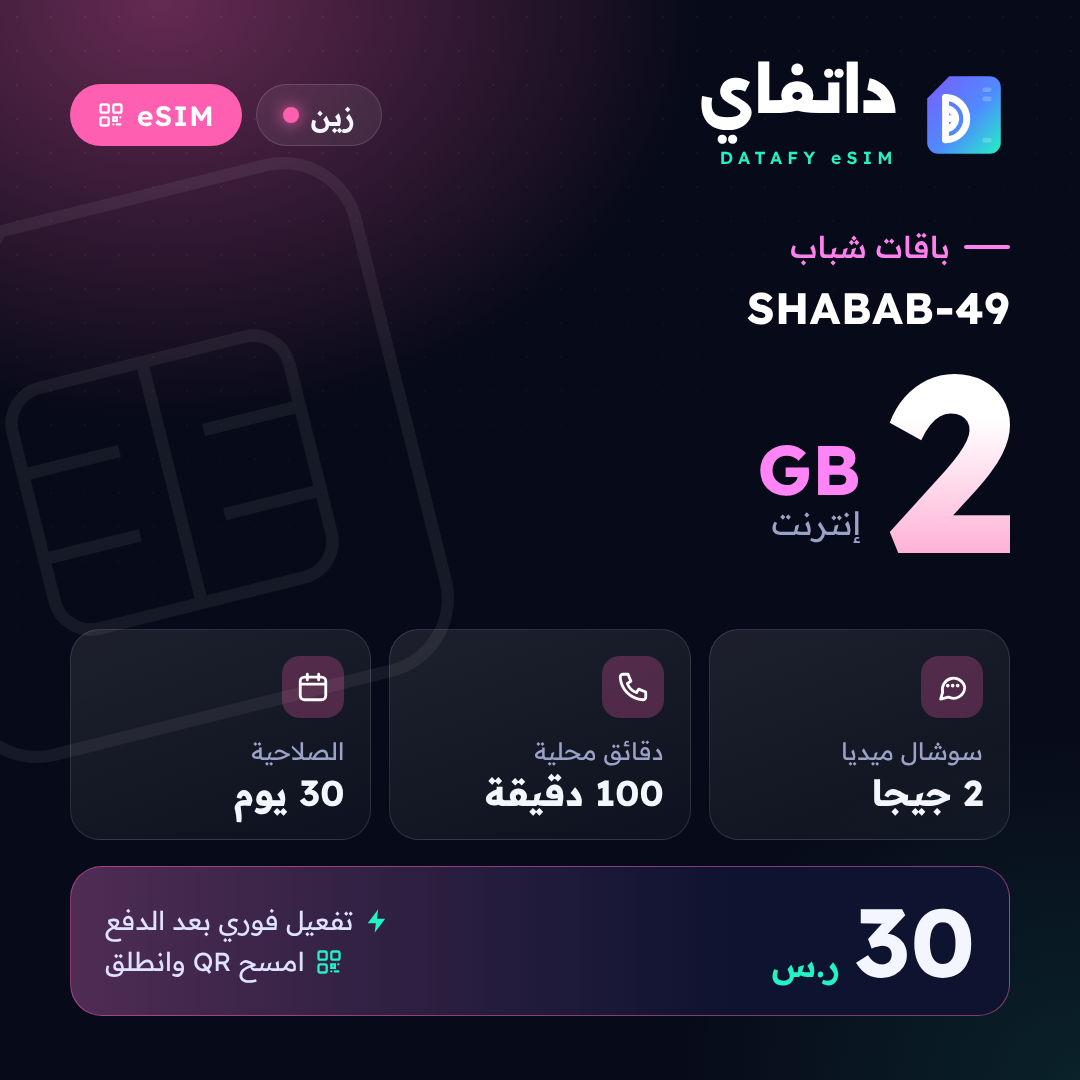 داتفاي
DATAFY eSIM
زين
eSIM
باقات شباب
SHABAB-49
2 GB
إنترنت
سوشال ميديا
2 جيجا
دقائق محلية
100 دقيقة
الصلاحية
30 يوم
30 ر.س
تفعيل فوري بعد الدفع
امسح QR وانطلق